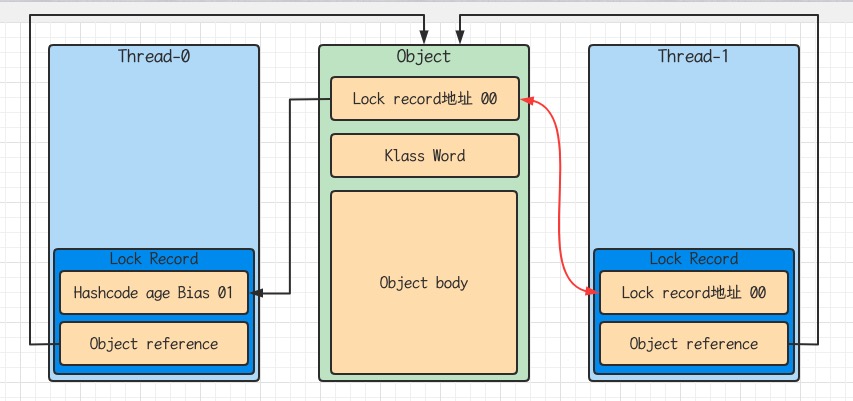 Thread-0
Lock Record
Hashcode age Bias 01
Object reference
Object
Lock record地址 00
Klass Word
Object body
Thread-1
Lock Record
Lock record地址 00
Object reference